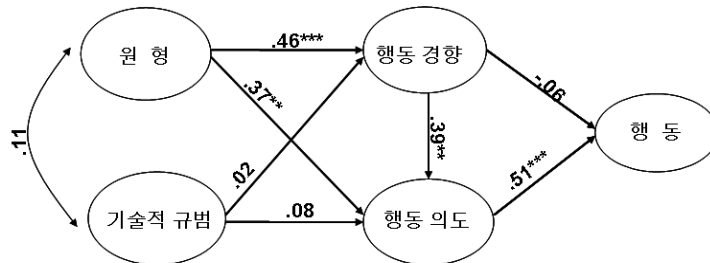 원 형
.46***
행동 경향
.37**
-.06
.11
.39**
행 동
.02
.51***
기술적 규범
.08
행동 의도